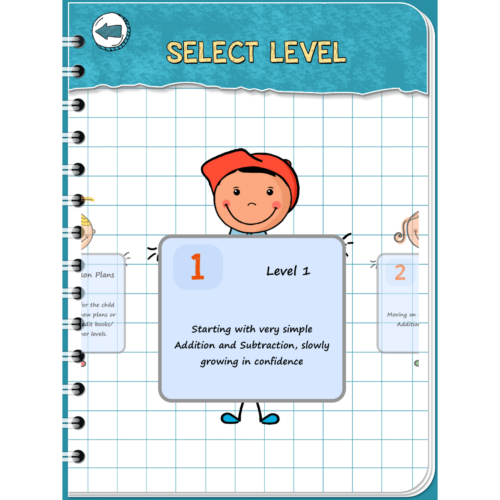 SELECT LEVEL
on Plans
for the child
plans or
books/
levels.
1
Level 1
Starting with very simple
Addition and Subtraction, slowly
growing in confidence
2
Moving on